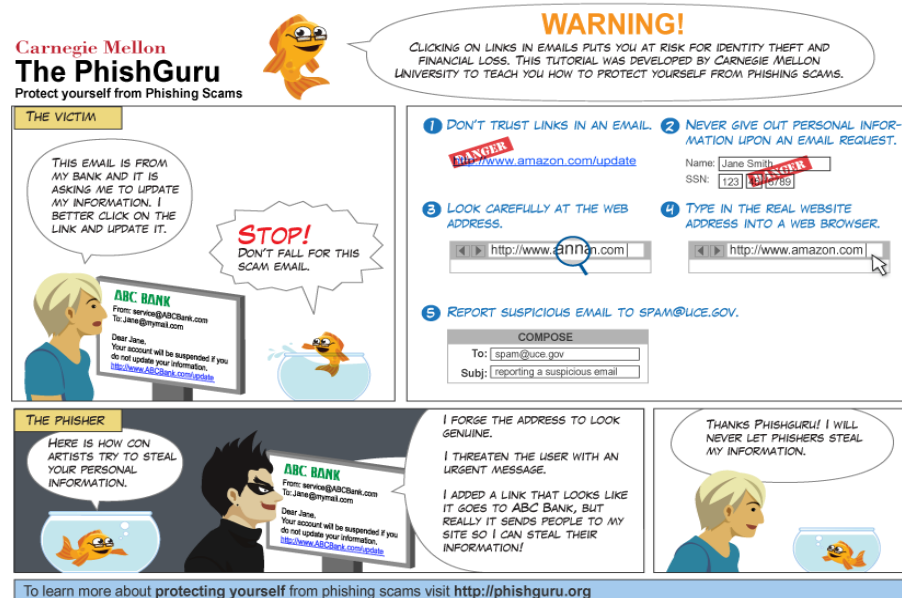 Carnegie Mellon
The PhishGuru
Protect yourself from Phishing Scams
WARNING!
CLICKING ON LINKS IN EMAILS PUTS YOU AT RISK FOR IDENTITY THEFT AND
FINANCIAL LOSS. THIS TUTORIAL WAS DEVELOPED BY CARNEGIE MELLON
UNIVERSITY TO TEACH YOU HOW TO PROTECT YOURSELF FROM PHISHING SCAMS.
THE VICTIM
THIS EMAIL IS FROM
MY BANK AND IT IS
ASKING ME TO UPDATE
MY INFORMATION. I
BETTER CLICK ON THE
LINK AND UPDATE IT.
STOP!
DON'T FALL FOR THIS
SCAM EMAIL.
ABC BANK
From: service@ABCBank.com
To: Jane@mymail.com
Dear Jane,
Your account will be suspended if you
do not update your information.
http://www.ABCBank.com/update
1 DON'T TRUST LINKS IN AN EMAIL.
DANGER
http://www.amazon.com/update
2 NEVER GIVE OUT PERSONAL INFOR-
MATION UPON AN EMAIL REQUEST.
Name: Jane Smith
SSN: 123 6789
DANGER
3 LOOK CAREFULLY AT THE WEB
ADDRESS.
http://www.annan.com
4 TYPE IN THE REAL WEBSITE
ADDRESS INTO A WEB BROWSER.
http://www.amazon.com
5 REPORT SUSPICIOUS EMAIL TO SPAM@UCE.GOV.
COMPOSE
To: spam@uce.gov
Subj: reporting a suspicious email
THE PHISHER
HERE IS HOW CON
ARTISTS TRY TO STEAL
YOUR PERSONAL
INFORMATION.
ABC BANK
From: service@ABCBank.com
To: Jane@mymail.com
Dear Jane,
Your account will be suspended if you
do not update your information.
http://www.ABCBank.com/update
I FORGE THE ADDRESS TO LOOK
GENUINE.
I THREATEN THE USER WITH AN
URGENT MESSAGE.
I ADDED A LINK THAT LOOKS LIKE
IT GOES TO ABC BANK, BUT
REALLY IT SENDS PEOPLE TO MY
SITE SO I CAN STEAL THEIR
INFORMATION!
THANKS PHISHGURU! I WILL
NEVER LET PHISHERS STEAL
MY INFORMATION.
To learn more about protecting yourself from phishing scams visit http://phishguru.org